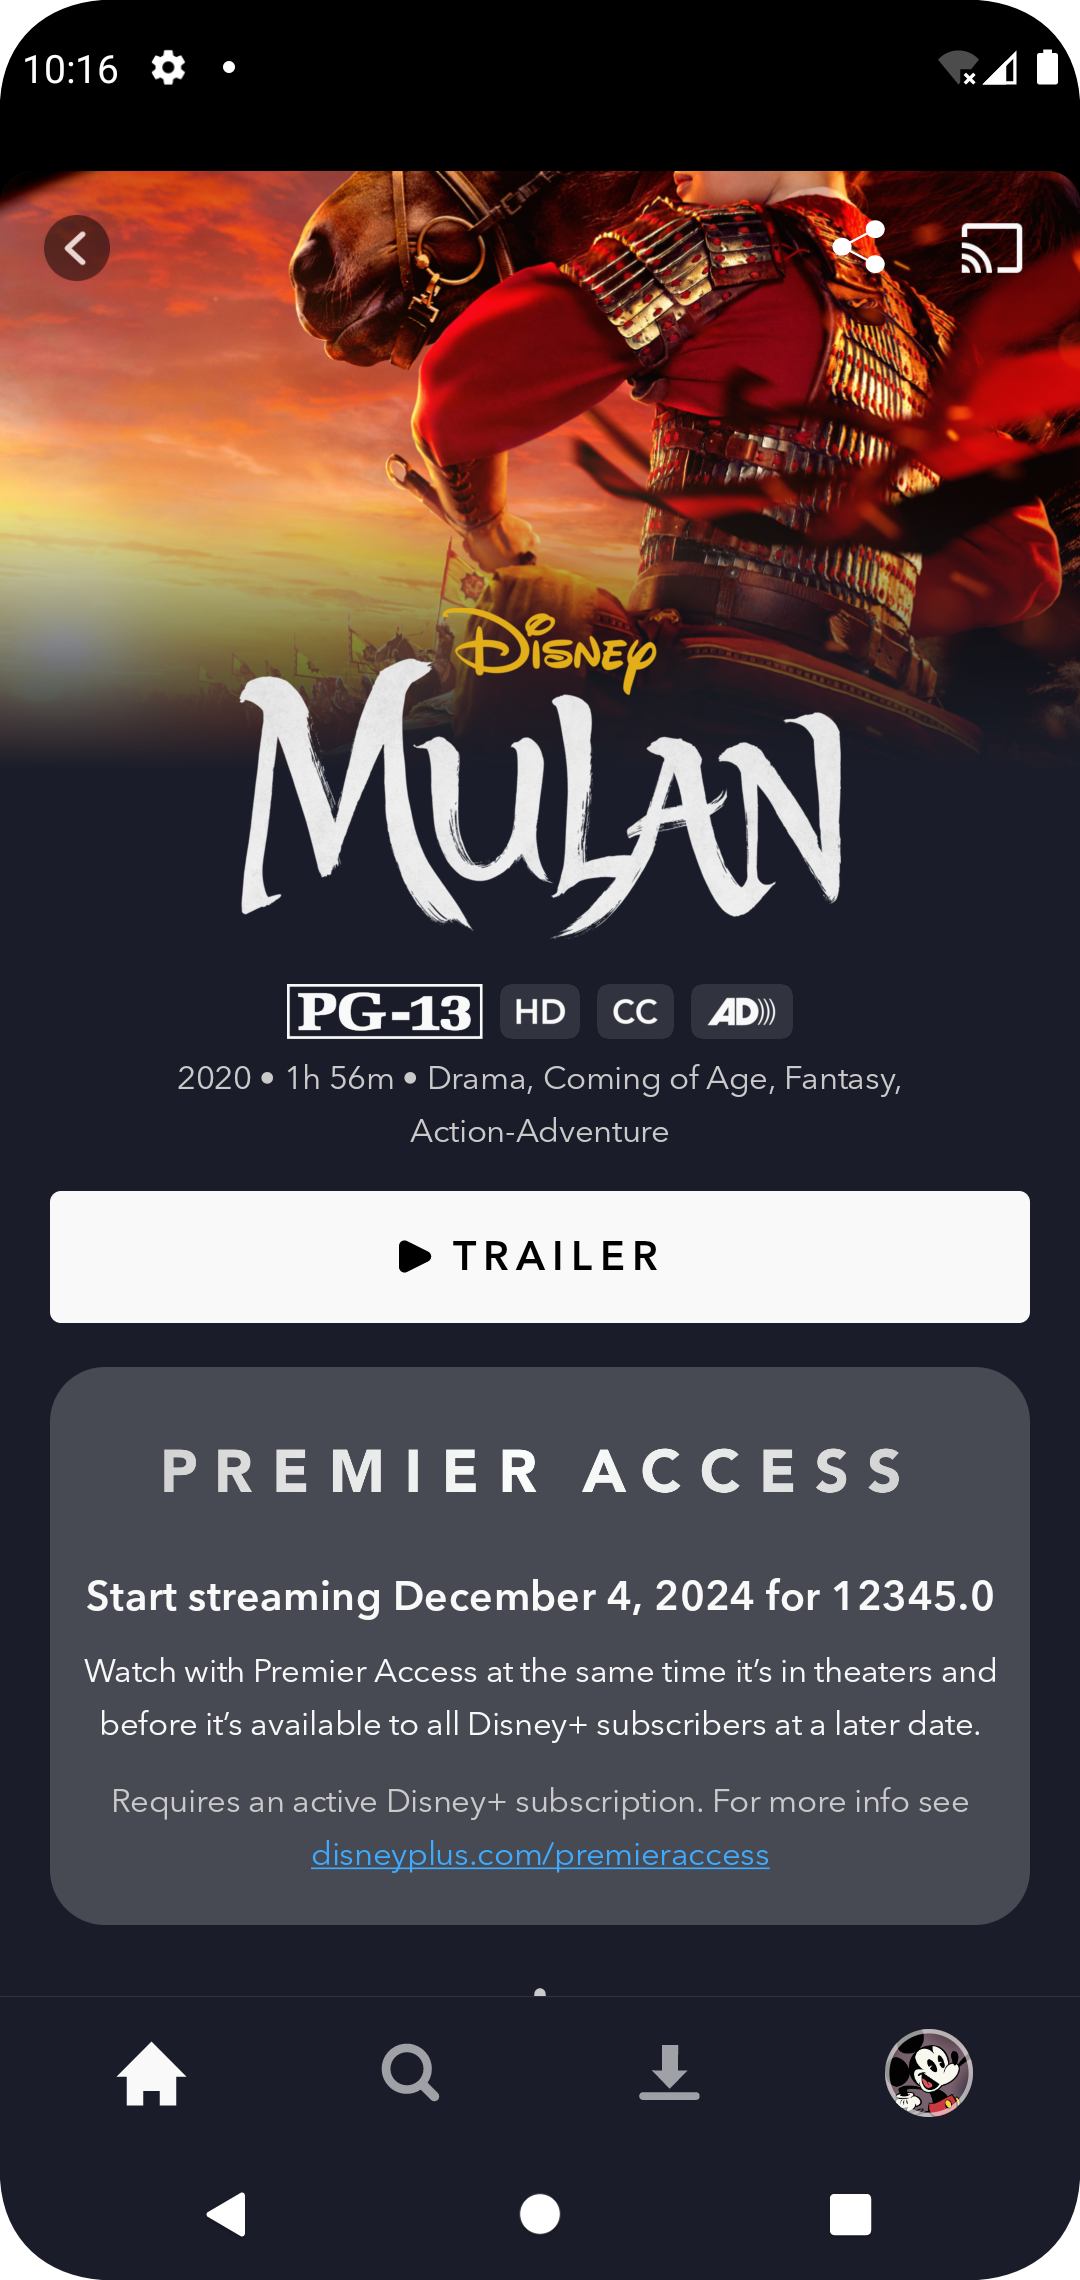 10:16
Disney
MULAN
PG-13 HD CC AD
2020 • 1h 56m • Drama, Coming of Age, Fantasy,
Action-Adventure
TRAILER
PREMIER ACCESS
Start streaming December 4, 2024 for 12345.0
Watch with Premier Access at the same time it’s in theaters and
before it’s available to all Disney+ subscribers at a later date.
Requires an active Disney+ subscription. For more info see
disneyplus.com/premieraccess